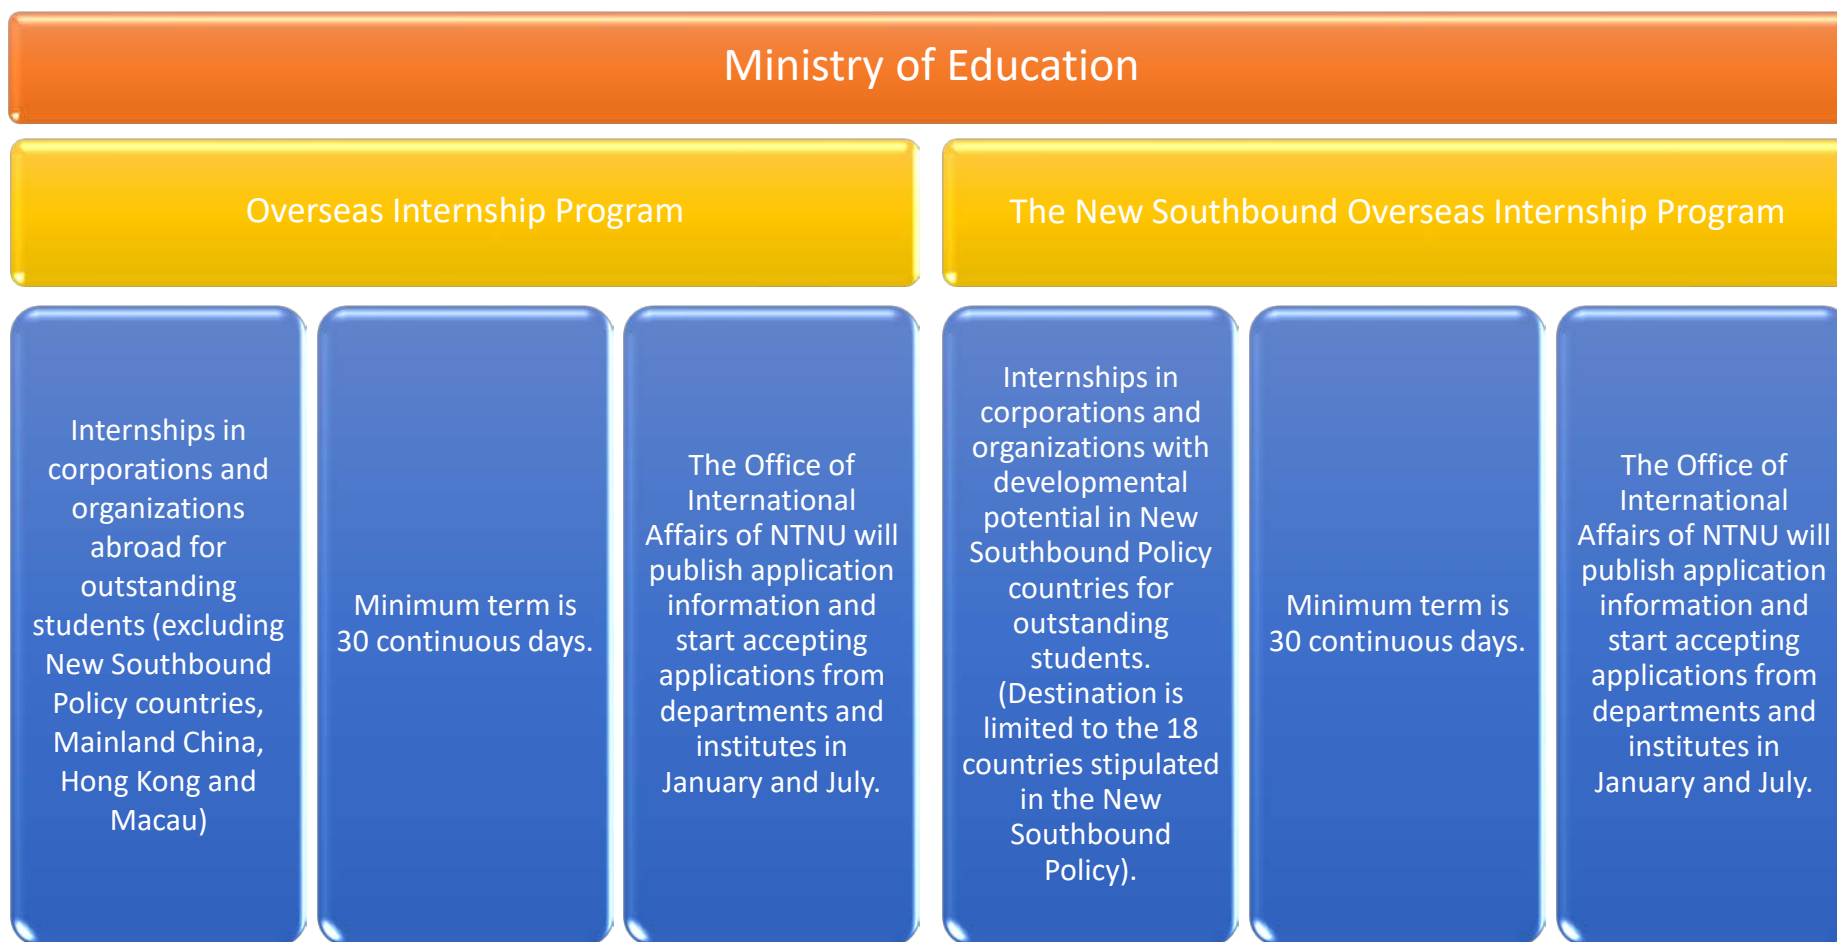 Ministry of Education
Overseas Internship Program
The New Southbound Overseas Internship Program
Internships in
corporations and
organizations
abroad for
outstanding
students (excluding
New Southbound
Policy countries,
Mainland China,
Hong Kong and
Macau)
Minimum term is
30 continuous days.
The Office of
International
Affairs of NTNU will
publish application
information and
start accepting
applications from
departments and
institutes in
January and July.
Internships in
corporations and
organizations with
developmental
potential in New
Southbound Policy
countries for
outstanding
students.
(Destination is
limited to the 18
countries stipulated
in the New
Southbound
Policy).
Minimum term is
30 continuous days.
The Office of
International
Affairs of NTNU will
publish application
information and
start accepting
applications from
departments and
institutes in
January and July.